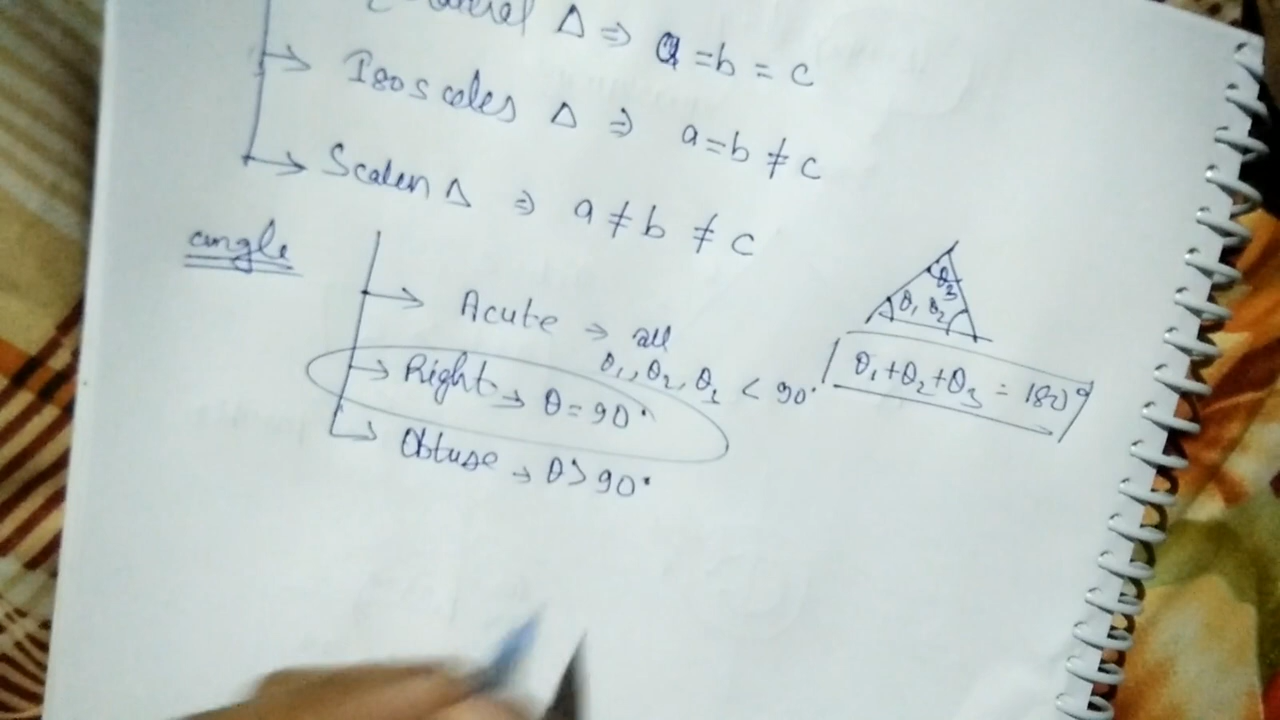 Δ ⇒ a = b = c
Isosceles Δ ⇒ a = b ≠ c
Scalen Δ ⇒ a ≠ b ≠ c
angle
Acute → all
θ1, θ2, θ3 < 90°
Right → θ = 90°
Obtuse → θ > 90°
θ3
θ1 θ2
θ1 + θ2 + θ3 = 180°